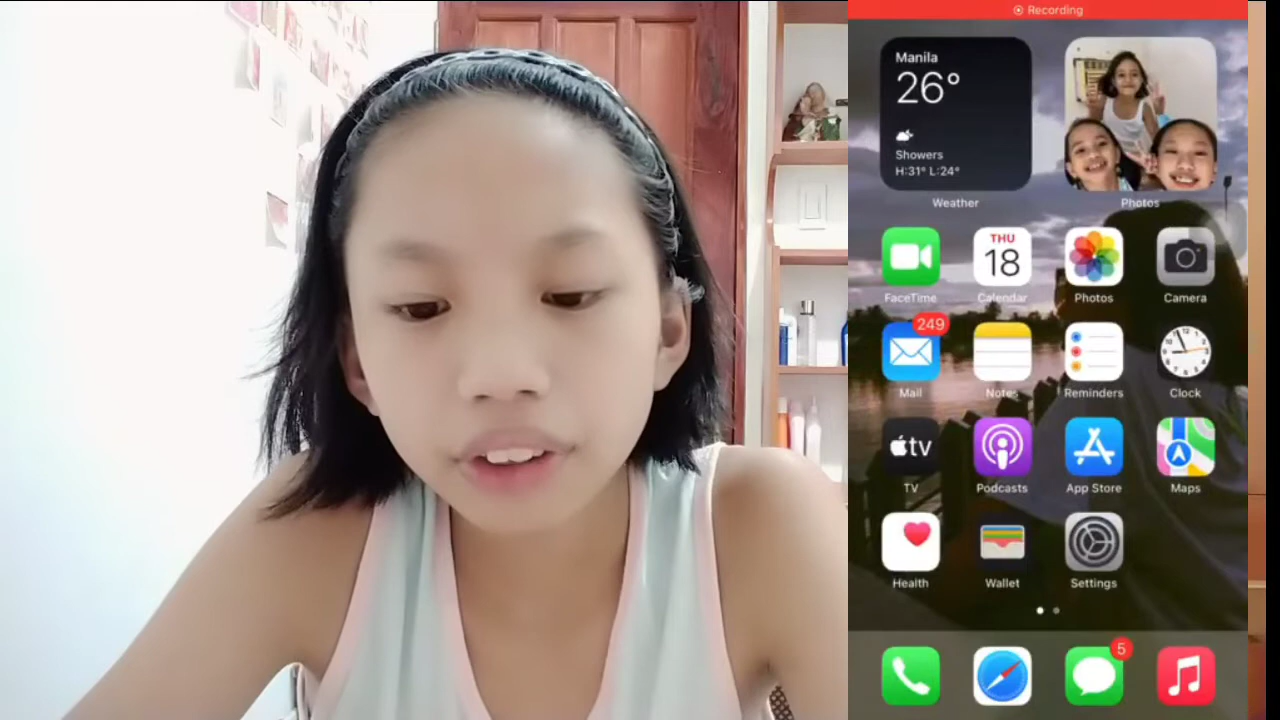 Recording
Manila
26°
Showers
H:31° L:24°
Weather
Photos
THU
18
FaceTime
Calendar
Photos
Camera
249
Mail
Notes
Reminders
Clock
tv
TV
Podcasts
App Store
Maps
Health
Wallet
Settings
5